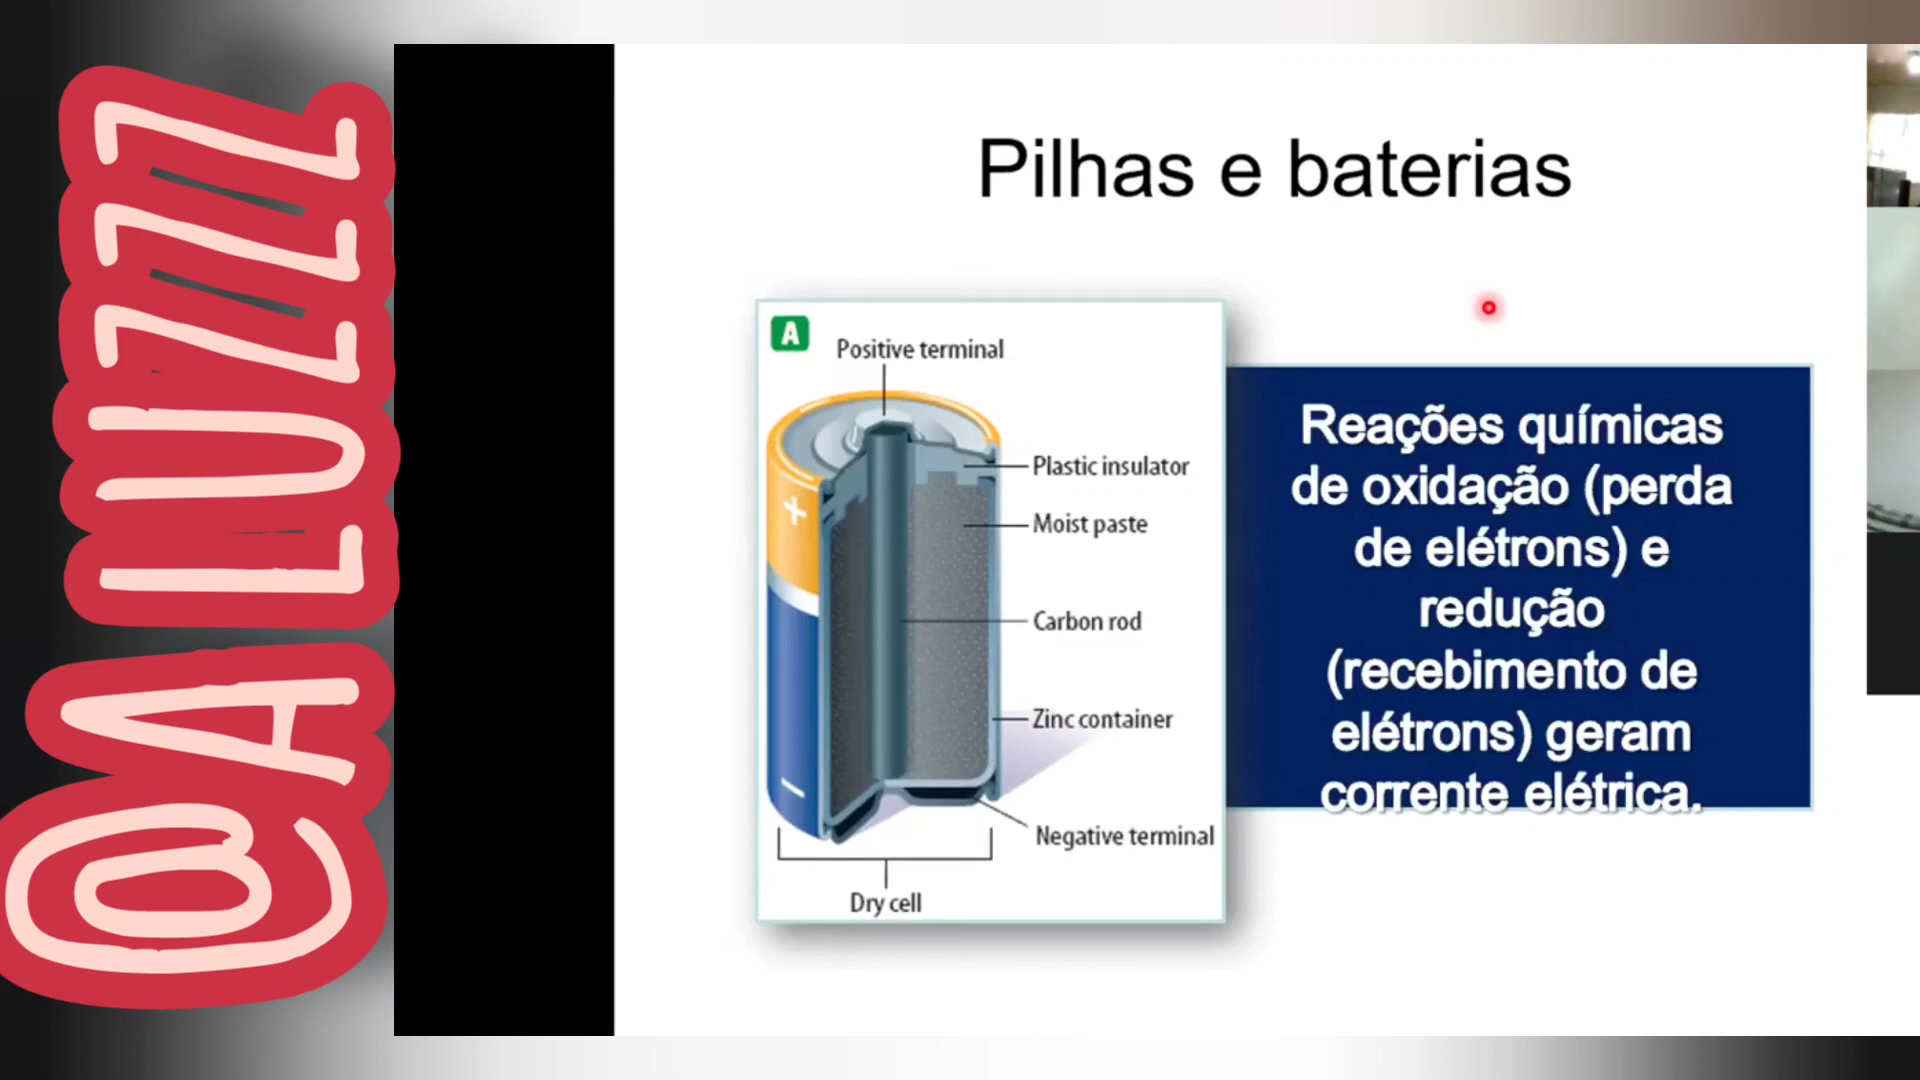 @ALVZZZ
Pilhas e baterias
A
Positive terminal
Plastic insulator
Moist paste
Carbon rod
Zinc container
Negative terminal
Dry cell
+
−
Reações químicas
de oxidação (perda
de elétrons) e
redução
(recebimento de
elétrons) geram
corrente elétrica.